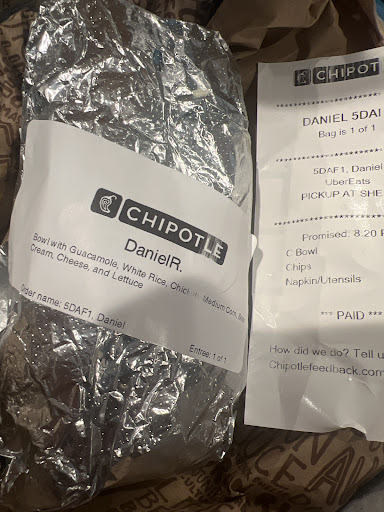 CHIPOTLE
DanielR.
Bowl with Guacamole, White Rice, Chicken, Medium Corn,
Cream, Cheese, and Lettuce
Order name: 5DAF1, Daniel
Entree: 1 of 1
CHIPOT
DANIEL 5DA
Bag is 1 of 1
5DAF1, Daniel
UberEats
PICKUP AT SHE
Promised: 8:20
C Bowl
Chips
Napkin/Utensils
*** PAID ***
How did we do? Tell u
Chipotlefeedback.com